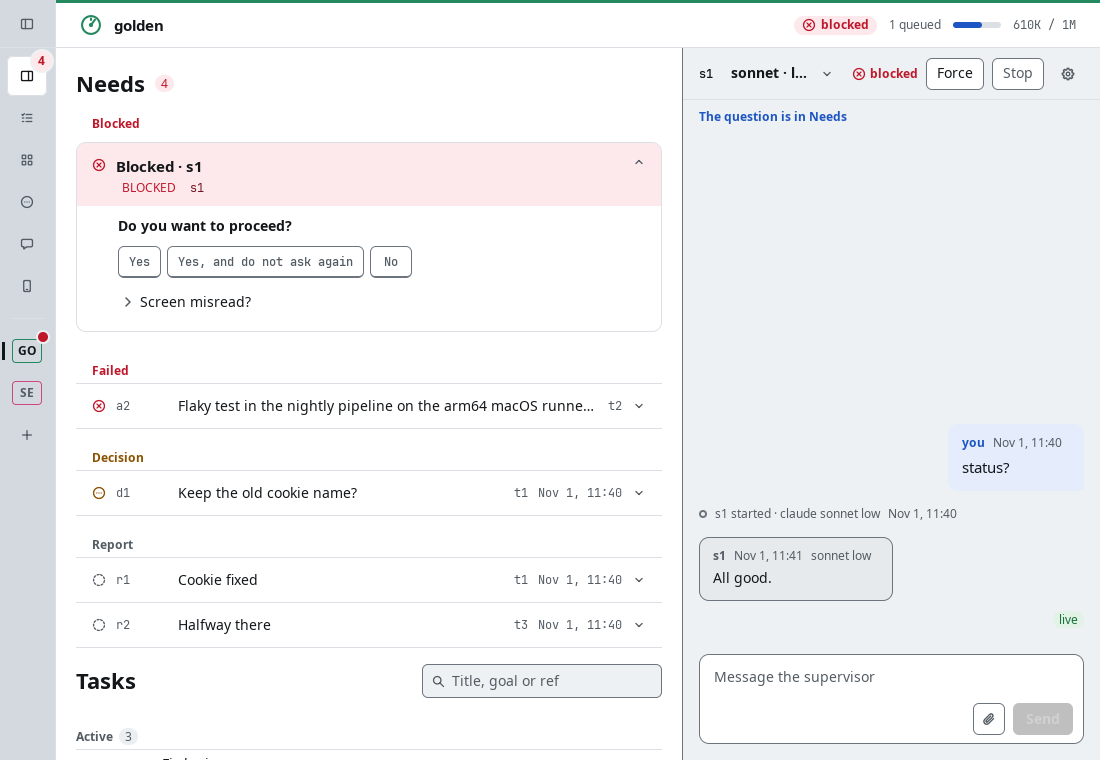 golden
blocked
1 queued
610K / 1M
4
GO
SE
Needs 4
Blocked
Blocked · s1
BLOCKED s1
Do you want to proceed?
Yes
Yes, and do not ask again
No
Screen misread?
Failed
a2 Flaky test in the nightly pipeline on the arm64 macOS runne... t2
Decision
d1 Keep the old cookie name? t1 Nov 1, 11:40
Report
r1 Cookie fixed t1 Nov 1, 11:40
r2 Halfway there t3 Nov 1, 11:40
Tasks
Title, goal or ref
Active 3
s1 sonnet · l...
blocked
Force
Stop
The question is in Needs
you Nov 1, 11:40
status?
s1 started · claude sonnet low Nov 1, 11:40
s1 Nov 1, 11:41 sonnet low
All good.
live
Message the supervisor
Send